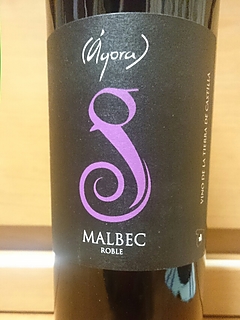 (Ágora)
MALBEC
ROBLE
VINO DE LA TIERRA DE CASTILLA